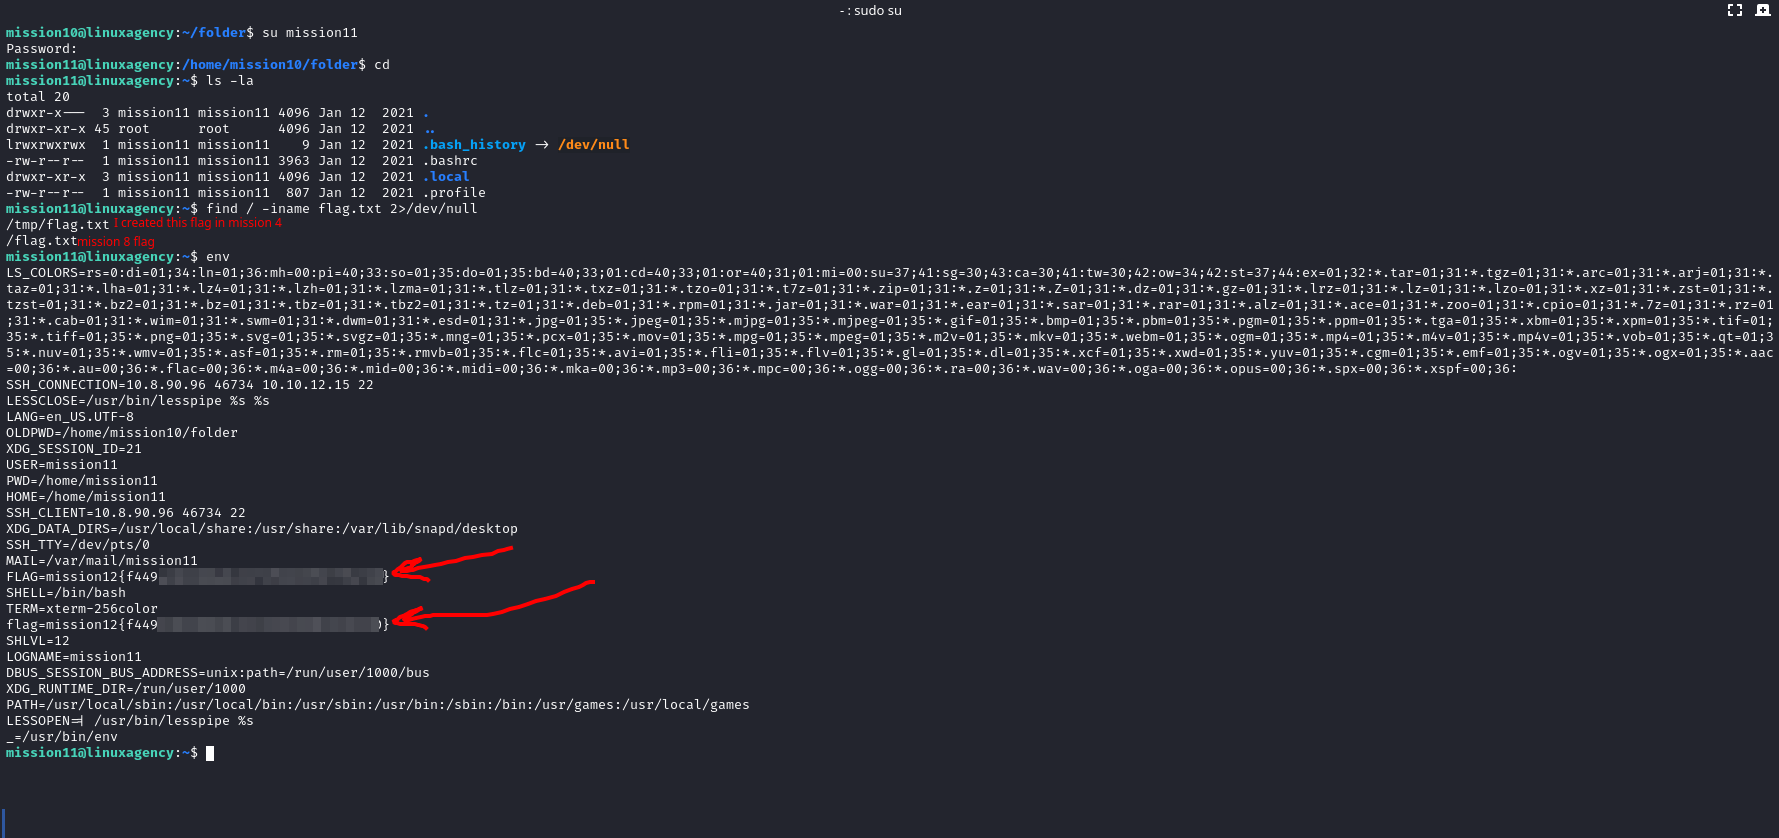 - : sudo su
mission10@linuxagency:~/folder$ su mission11
Password:
mission11@linuxagency:/home/mission10/folder$ cd
mission11@linuxagency:~$ ls -la
total 20
drwxr-x--- 3 mission11 mission11 4096 Jan 12 2021 .
drwxr-xr-x 45 root root 4096 Jan 12 2021 ..
lrwxrwxrwx 1 mission11 mission11 9 Jan 12 2021 .bash_history -> /dev/null
-rw-r--r-- 1 mission11 mission11 3963 Jan 12 2021 .bashrc
drwxr-xr-x 3 mission11 mission11 4096 Jan 12 2021 .local
-rw-r--r-- 1 mission11 mission11 807 Jan 12 2021 .profile
mission11@linuxagency:~$ find / -iname flag.txt 2>/dev/null
/tmp/flag.txt I created this flag in mission 4
/flag.txt mission 8 flag
mission11@linuxagency:~$ env
LS_COLORS=rs=0:di=01;34:ln=01;36:mh=00:pi=40;33:so=01;35:do=01;35:bd=40;33;01:cd=40;33;01:or=40;31;01:mi=00:su=37;41:sg=30;43:ca=30;41:tw=30;42:ow=34;42:st=37;44:ex=01;32:*.tar=01;31:*.tgz=01;31:*.arc=01;31:*.arj=01;31:*.
taz=01;31:*.lha=01;31:*.lz4=01;31:*.lzh=01;31:*.lzma=01;31:*.tlz=01;31:*.txz=01;31:*.tzo=01;31:*.t7z=01;31:*.zip=01;31:*.z=01;31:*.Z=01;31:*.dz=01;31:*.gz=01;31:*.lrz=01;31:*.lz=01;31:*.lzo=01;31:*.xz=01;31:*.zst=01;31:*.
tzst=01;31:*.bz2=01;31:*.bz=01;31:*.tbz=01;31:*.tbz2=01;31:*.tz=01;31:*.deb=01;31:*.rpm=01;31:*.jar=01;31:*.war=01;31:*.ear=01;31:*.sar=01;31:*.rar=01;31:*.alz=01;31:*.ace=01;31:*.zoo=01;31:*.cpio=01;31:*.7z=01;31:*.rz=01
;31:*.cab=01;31:*.wim=01;31:*.swm=01;31:*.dwm=01;31:*.esd=01;31:*.jpg=01;35:*.jpeg=01;35:*.mjpg=01;35:*.mjpeg=01;35:*.gif=01;35:*.bmp=01;35:*.pbm=01;35:*.pgm=01;35:*.ppm=01;35:*.tga=01;35:*.xbm=01;35:*.xpm=01;35:*.tif=01;
35:*.tiff=01;35:*.png=01;35:*.svg=01;35:*.svgz=01;35:*.mng=01;35:*.pcx=01;35:*.mov=01;35:*.mpg=01;35:*.mpeg=01;35:*.m2v=01;35:*.mkv=01;35:*.webm=01;35:*.ogm=01;35:*.mp4=01;35:*.m4v=01;35:*.mp4v=01;35:*.vob=01;35:*.qt=01;3
5:*.nuv=01;35:*.wmv=01;35:*.asf=01;35:*.rm=01;35:*.rmvb=01;35:*.flc=01;35:*.avi=01;35:*.fli=01;35:*.flv=01;35:*.gl=01;35:*.dl=01;35:*.xcf=01;35:*.xwd=01;35:*.yuv=01;35:*.cgm=01;35:*.emf=01;35:*.ogv=01;35:*.ogx=01;35:*.aac
=00;36:*.au=00;36:*.flac=00;36:*.m4a=00;36:*.mid=00;36:*.midi=00;36:*.mka=00;36:*.mp3=00;36:*.mpc=00;36:*.ogg=00;36:*.ra=00;36:*.wav=00;36:*.oga=00;36:*.opus=00;36:*.spx=00;36:*.xspf=00;36:
SSH_CONNECTION=10.8.90.96 46734 10.10.12.15 22
LESSCLOSE=/usr/bin/lesspipe %s %s
LANG=en_US.UTF-8
OLDPWD=/home/mission10/folder
XDG_SESSION_ID=21
USER=mission11
PWD=/home/mission11
HOME=/home/mission11
SSH_CLIENT=10.8.90.96 46734 22
XDG_DATA_DIRS=/usr/local/share:/usr/share:/var/lib/snapd/desktop
SSH_TTY=/dev/pts/0
MAIL=/var/mail/mission11
FLAG=mission12{f449 }
SHELL=/bin/bash
TERM=xterm-256color
flag=mission12{f449 }
SHLVL=12
LOGNAME=mission11
DBUS_SESSION_BUS_ADDRESS=unix:path=/run/user/1000/bus
XDG_RUNTIME_DIR=/run/user/1000
PATH=/usr/local/sbin:/usr/local/bin:/usr/sbin:/usr/bin:/sbin:/bin:/usr/games:/usr/local/games
LESSOPEN=| /usr/bin/lesspipe %s
_=/usr/bin/env
mission11@linuxagency:~$